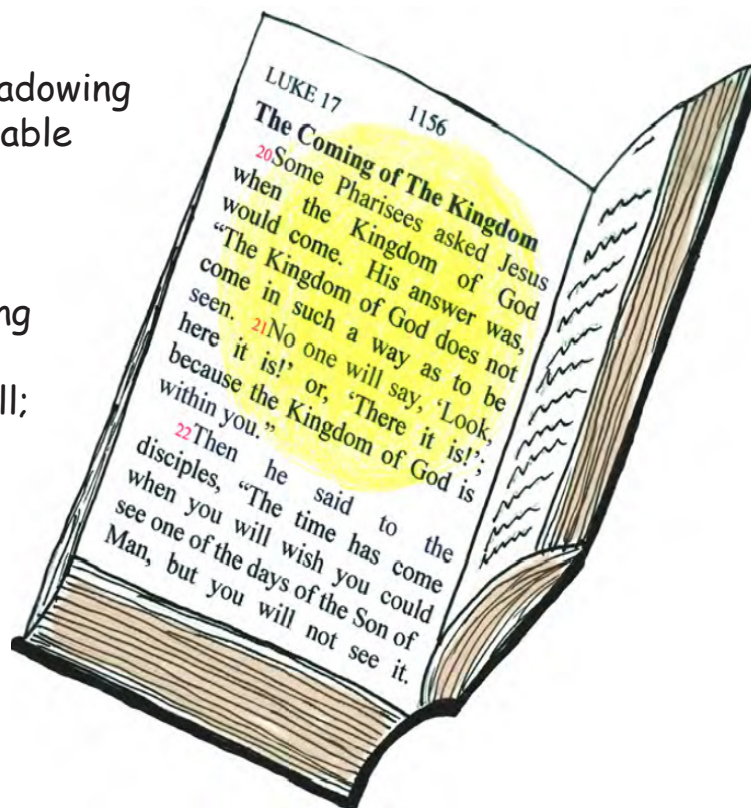 adowing
able
ng
ll;
LUKE 17 1156
The Coming of The Kingdom
20Some Pharisees asked Jesus
when the Kingdom of God
would come. His answer was,
“The Kingdom of God does not
come in such a way as to be
seen. 21No one will say, ‘Look,
here it is!’ or, ‘There it is!’;
because the Kingdom of God is
within you.”
22Then he said to the
disciples, “The time has come
when you will wish you could
see one of the days of the Son of
Man, but you will not see it.